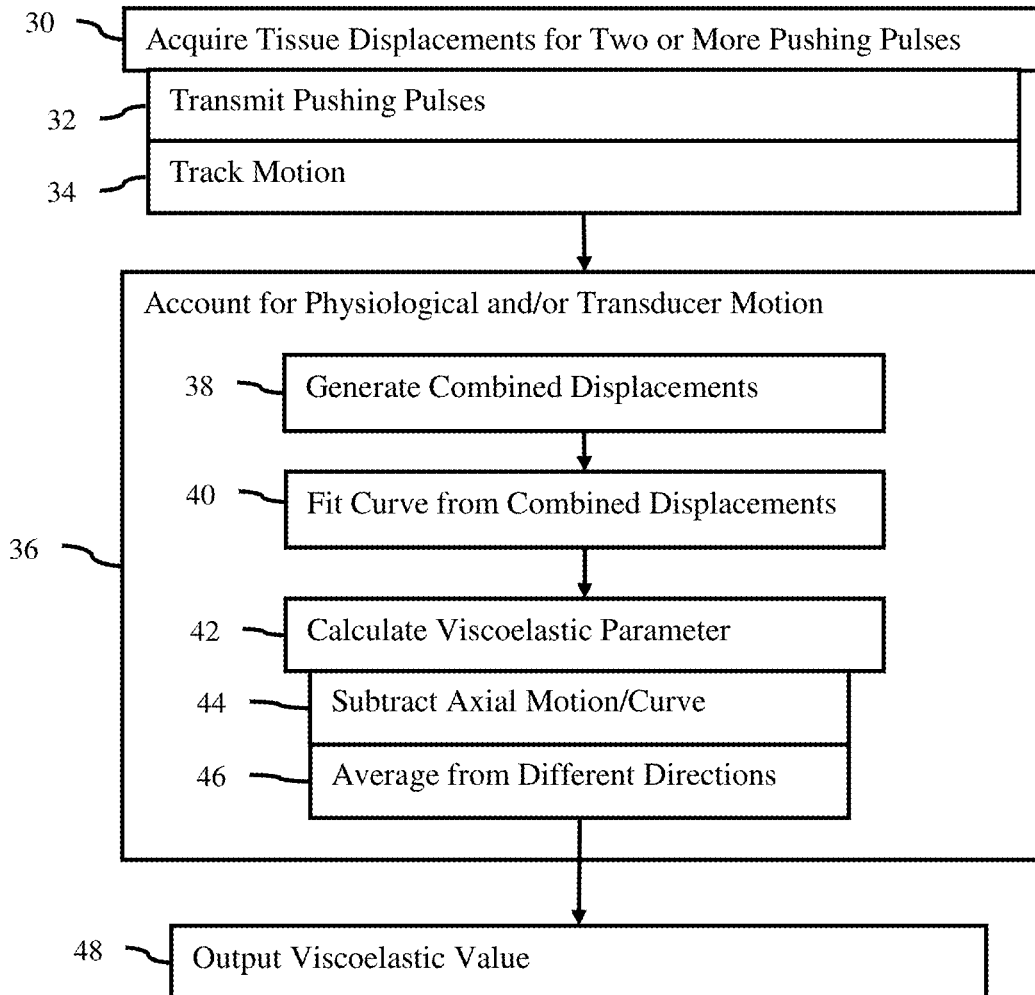 30
Acquire Tissue Displacements for Two or More Pushing Pulses
32
Transmit Pushing Pulses
34
Track Motion
36
Account for Physiological and/or Transducer Motion
38
Generate Combined Displacements
40
Fit Curve from Combined Displacements
42
Calculate Viscoelastic Parameter
44
Subtract Axial Motion/Curve
46
Average from Different Directions
48
Output Viscoelastic Value